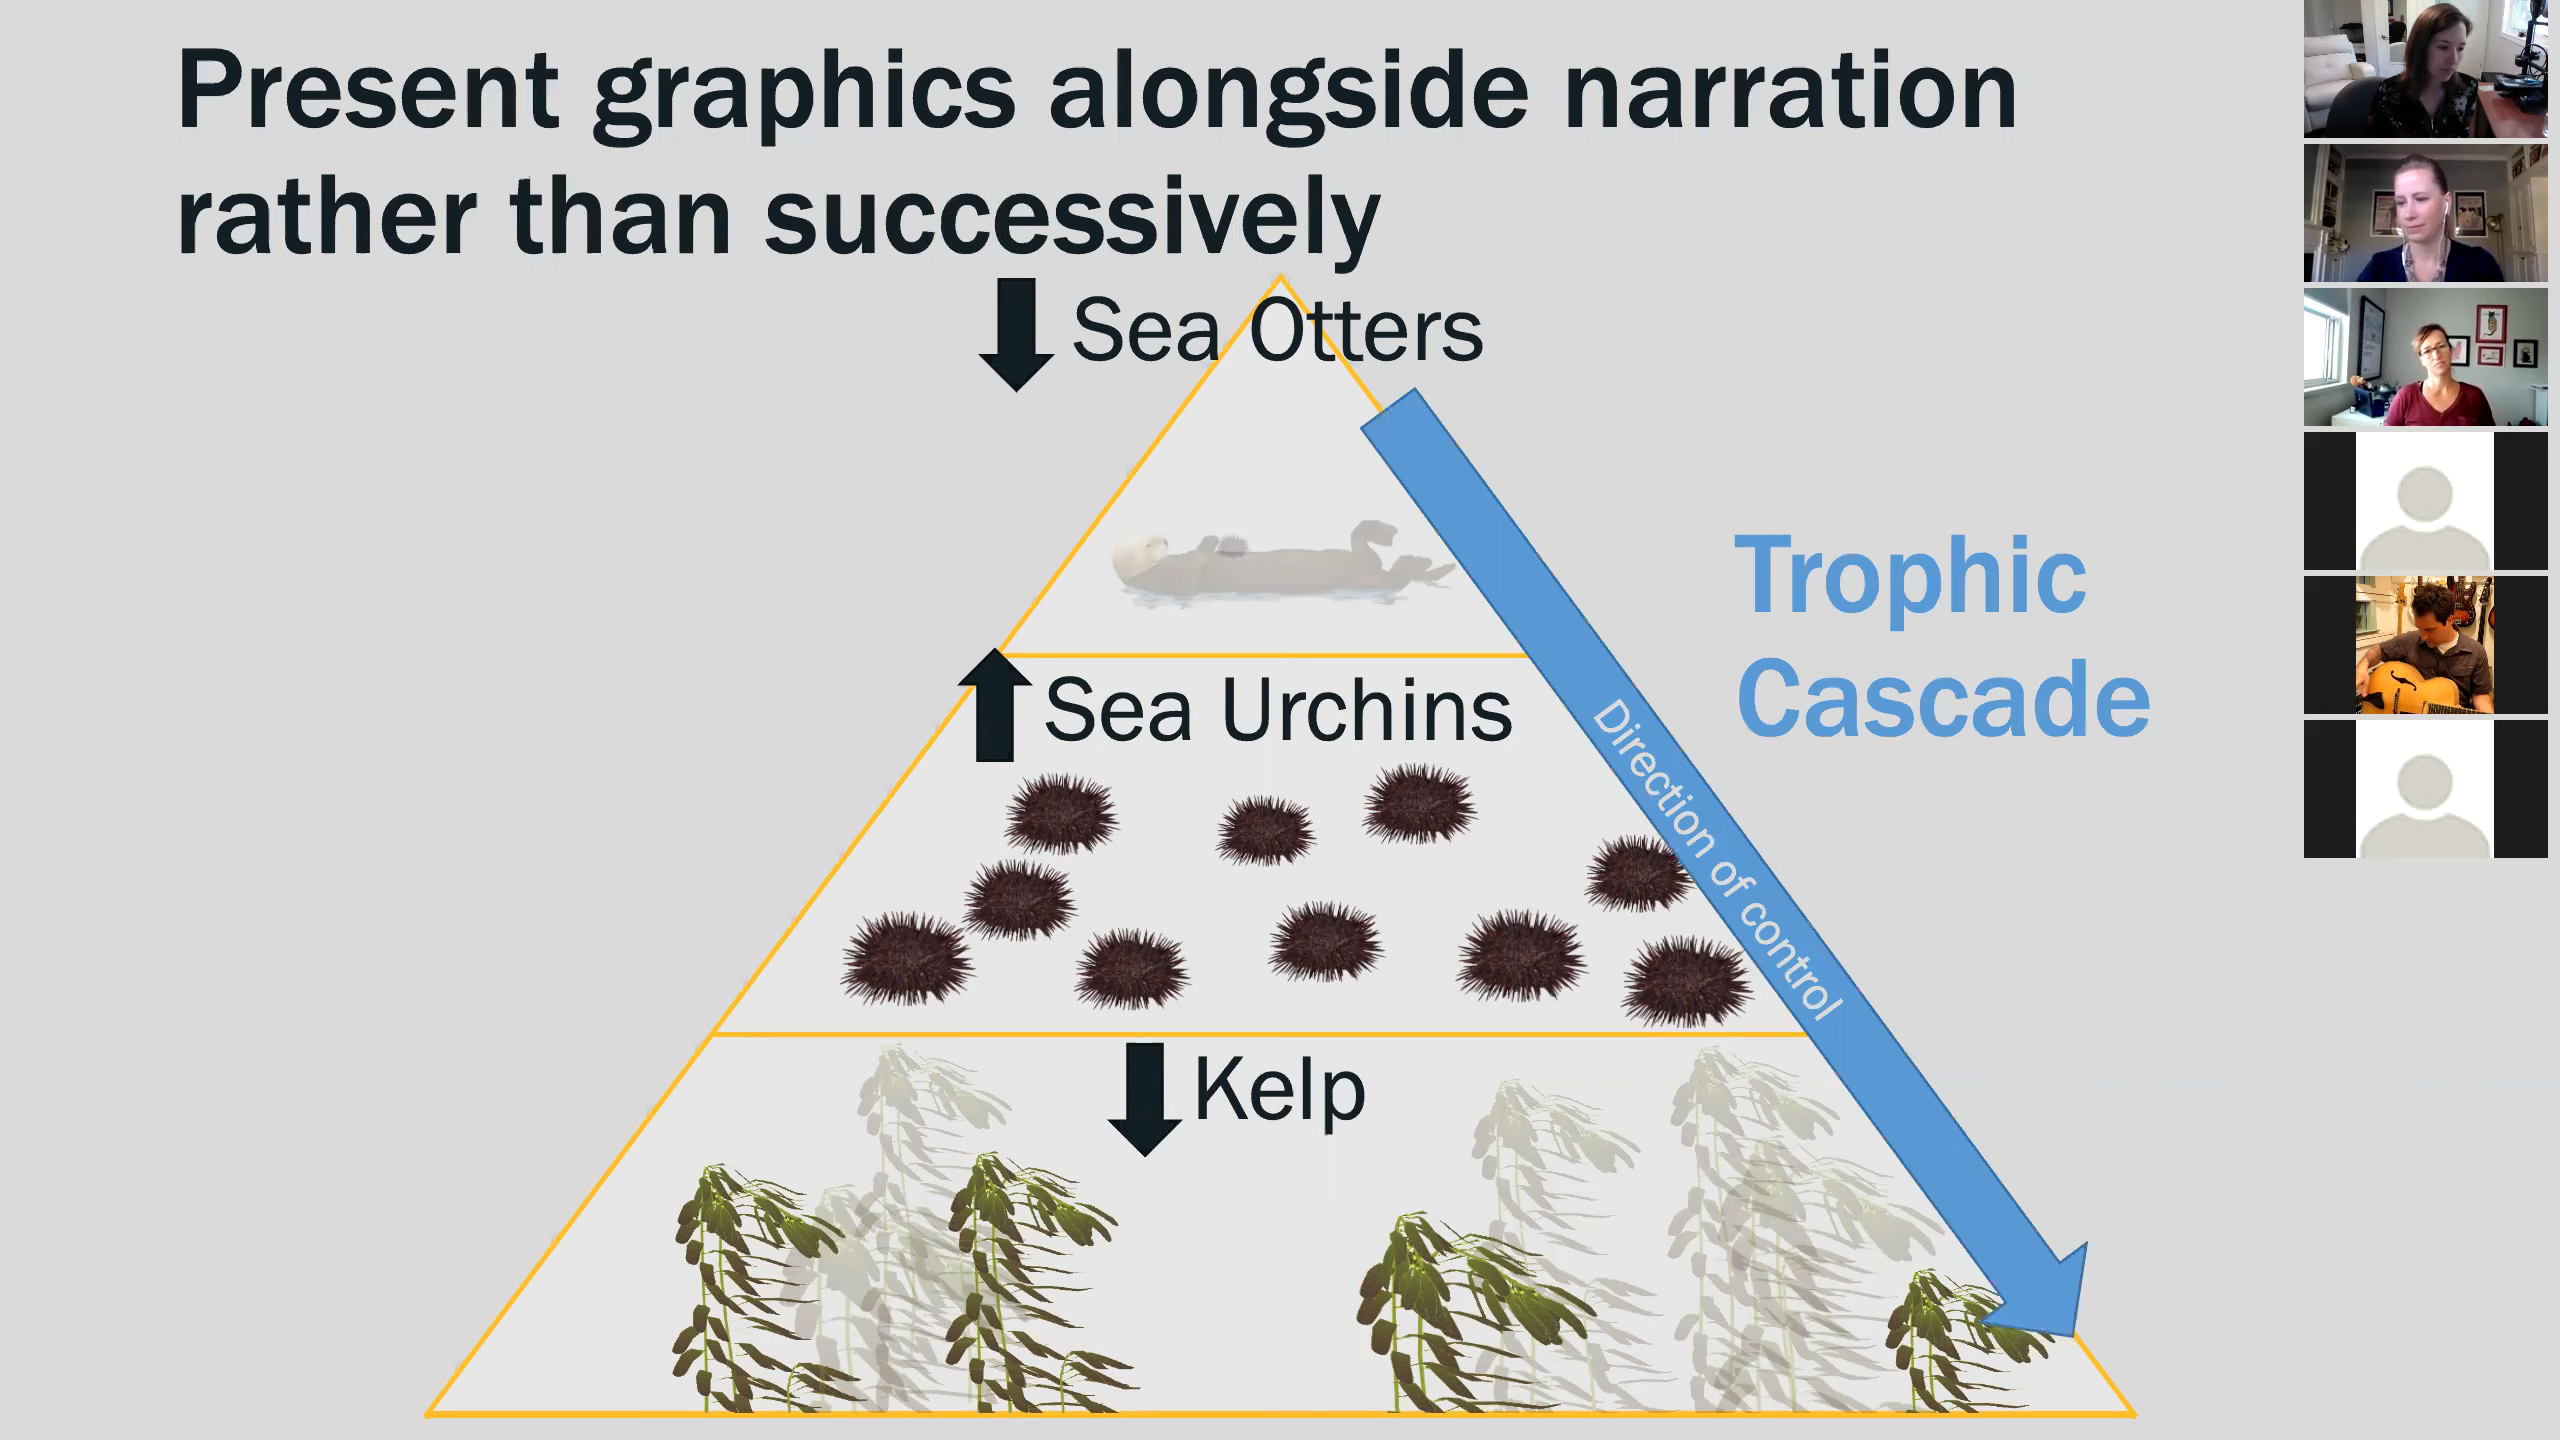 Present graphics alongside narration
rather than successively
Sea Otters
Trophic
Cascade
Sea Urchins
Direction of control
Kelp